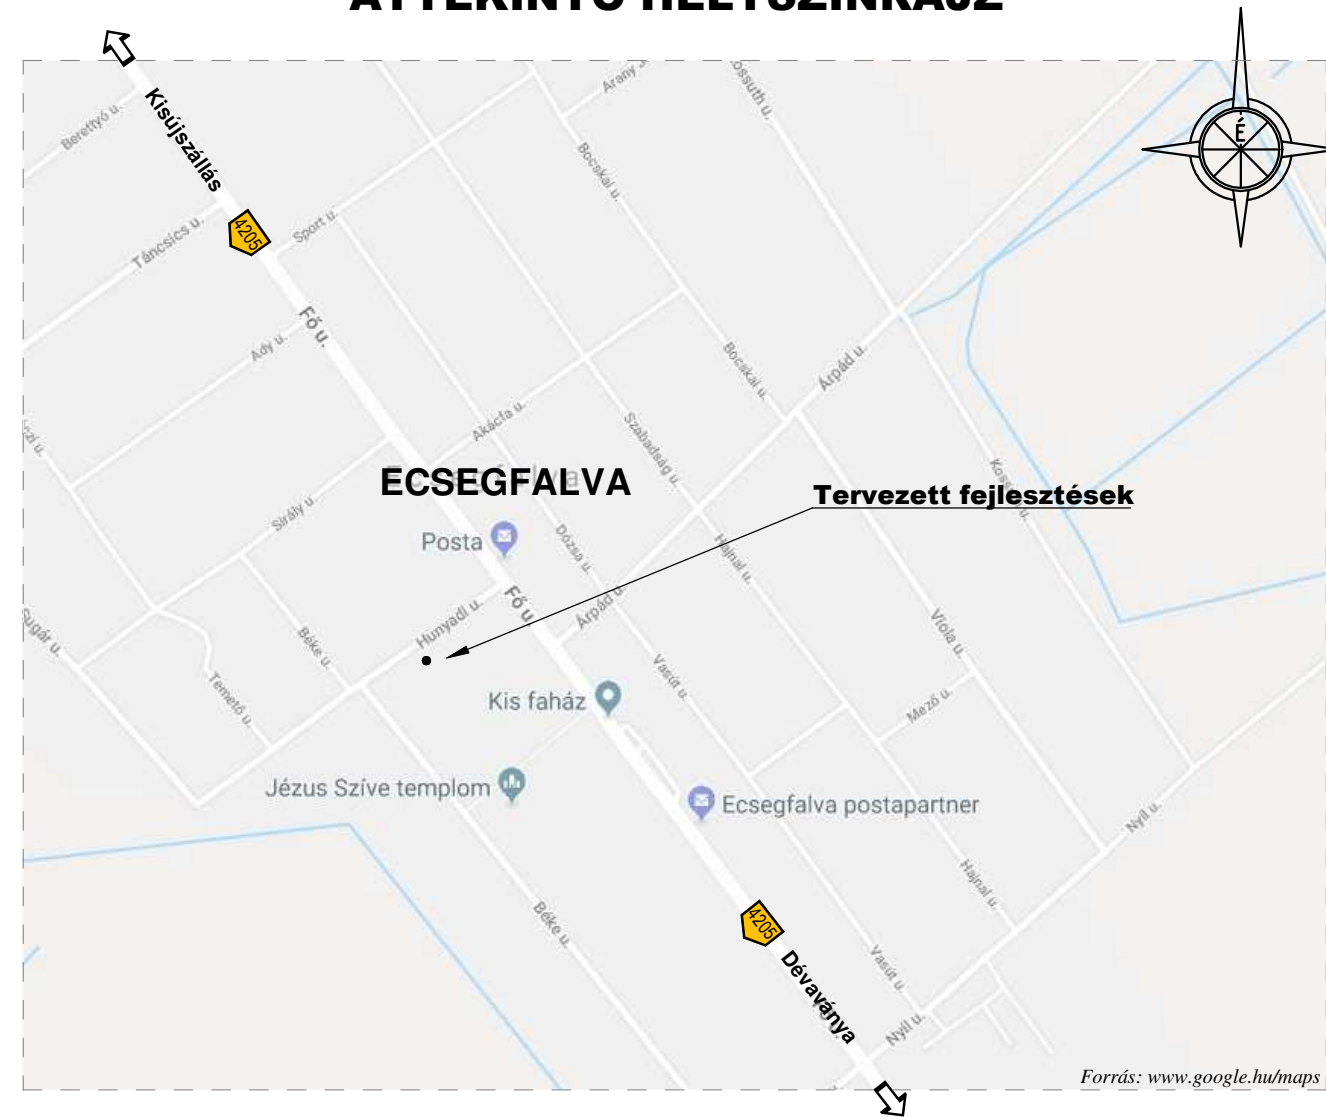 ÁTTEKINTŐ HELYSZÍNRAJZ
É
Arany J.
Kossuth u.
Berettyó u.
Kisújszállás
Bocskai u.
4205
Sport u.
Táncsics u.
Fő u.
Ady u.
Bocskai u.
Árpád u.
Akácfa u.
Szabadság u.
ECSEGFALVA
Kossuth u.
Tervezett fejlesztések
Sirály u.
Posta
Dózsa u.
Hajnal u.
Fő u.
Árpád u.
Hunyadi u.
Sugár u.
Béke u.
Viola u.
Vasút u.
Temető u.
Kis faház
Mező u.
Jézus Szíve templom
Ecsegfalva postapartner
Nyíl u.
Hajnal u.
Béke u.
4205
Vasút u.
Dévaványa
Nyíl u.
Forrás: www.google.hu/maps